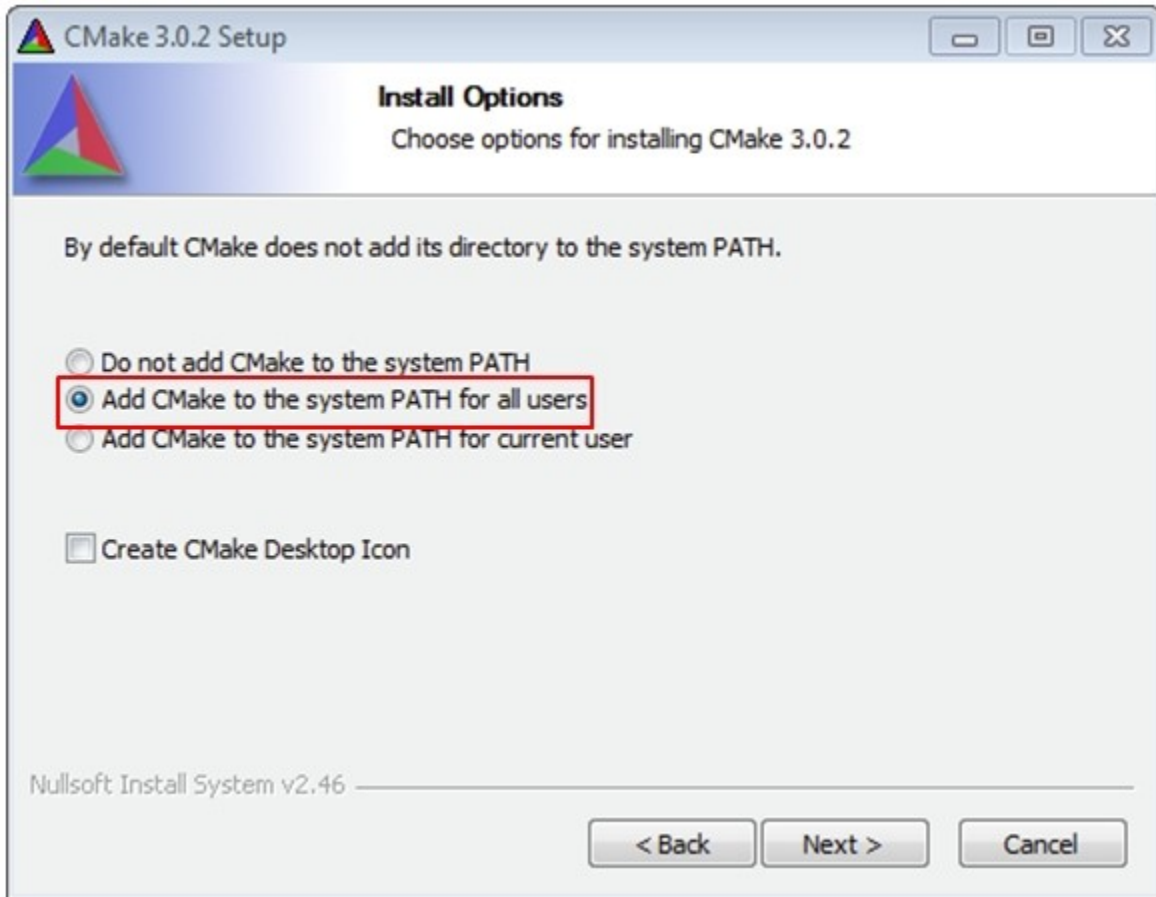 CMake 3.0.2 Setup
Install Options
Choose options for installing CMake 3.0.2
By default CMake does not add its directory to the system PATH.
Do not add CMake to the system PATH
Add CMake to the system PATH for all users
Add CMake to the system PATH for current user
Create CMake Desktop Icon
Nullsoft Install System v2.46
< Back Next > Cancel